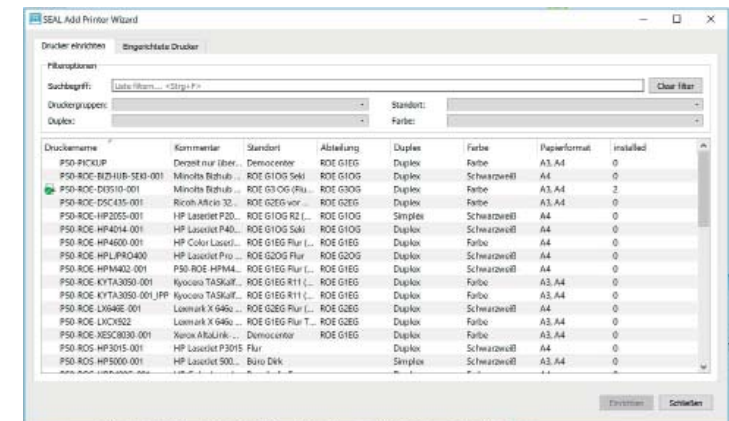 SEAL Add Printer Wizard
Drucker einrichten Eingerichtete Drucker
Filteroptionen
Suchbegriff: Liste filtern.... <Strg+F> Clear filter
Druckergruppen: Standort:
Duplex: Farbe:
Druckername Kommentar Standort Abteilung Duplex Farbe Papierformat installed
P50-PICKUP Derzeit nur über... Democenter ROE G1EG Duplex Farbe A3, A4 0
P50-ROE-BIZHUB-SEKI-001 Minolta Bizhub ... ROE G1OG Seki ROE G1OG Duplex Schwarzweiß A4 0
P50-ROE-DI3510-001 Minolta Bizhub ... ROE G3 OG (Flu... ROE G3OG Duplex Farbe A3, A4 2
P50-ROE-DSC435-001 Ricoh Aficio 32... ROE G2EG vor ... ROE G2EG Duplex Farbe A3, A4 0
P50-ROE-HP2055-001 HP LaserJet P20... ROE G1OG R2 (... ROE G1OG Simplex Schwarzweiß A4 0
P50-ROE-HP4014-001 HP LaserJet P40... ROE G1OG Seki ROE G1OG Duplex Schwarzweiß A4 0
P50-ROE-HP4600-001 HP Color LaserJ... ROE G1EG Flur (... ROE G1EG Duplex Farbe A4 0
P50-ROE-HPLJPRO400 HP LaserJet Pro ... ROE G2OG Flur ROE G2OG Duplex Schwarzweiß A4 0
P50-ROE-HPM402-001 P50-ROE-HPM4... ROE G1EG Flur (... ROE G1EG Duplex Schwarzweiß A4 0
P50-ROE-KYTA3050-001 Kyocera TASKalf... ROE G1EG R11 (... ROE G1EG Duplex Farbe A3, A4 0
P50-ROE-KYTA3050-001_IPP Kyocera TASKalf... ROE G1EG R11 (... ROE G1EG Duplex Farbe A3, A4 0
P50-ROE-LX646E-001 Lexmark X 646e ... ROE G2EG Flur (... ROE G2EG Duplex Schwarzweiß A4 0
P50-ROE-LXCX922 Lexmark X 646e ... ROE G1EG Flur T... ROE G2EG Duplex Farbe A3, A4 0
P50-ROE-XESC8030-001 Xerox AltaLink-... Democenter ROE G1EG Duplex Farbe A3, A4 0
P50-ROS-HP3015-001 HP LaserJet P3015 Flur Duplex Schwarzweiß A4 0
P50-ROS-HP5000-001 HP LaserJet 500... Büro Dirk Simplex Schwarzweiß A3, A4 0
Einrichten Schließen